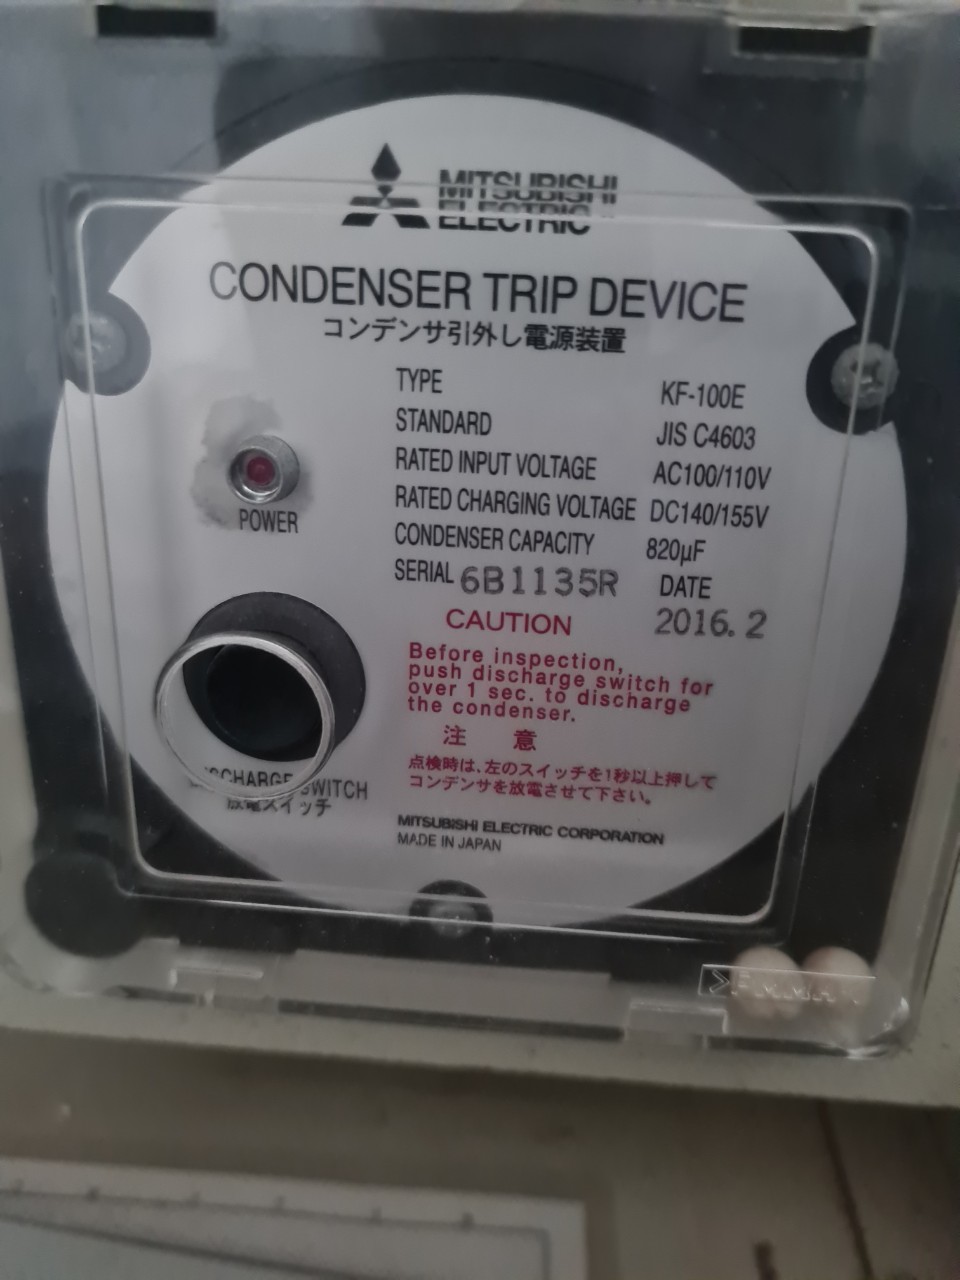 MITSUBISHI
ELECTRIC
CONDENSER TRIP DEVICE
コンデンサ引外し電源装置
TYPE KF-100E
STANDARD JIS C4603
RATED INPUT VOLTAGE AC100/110V
RATED CHARGING VOLTAGE DC140/155V
CONDENSER CAPACITY 820μF
SERIAL 6B1135R DATE
2016.2
POWER
CAUTION
Before inspection,
push discharge switch for
over 1 sec. to discharge
the condenser.
注 意
点検時は、左のスイッチを1秒以上押して
コンデンサを放電させて下さい。
DISCHARGE SWITCH
放電スイッチ
MITSUBISHI ELECTRIC CORPORATION
MADE IN JAPAN